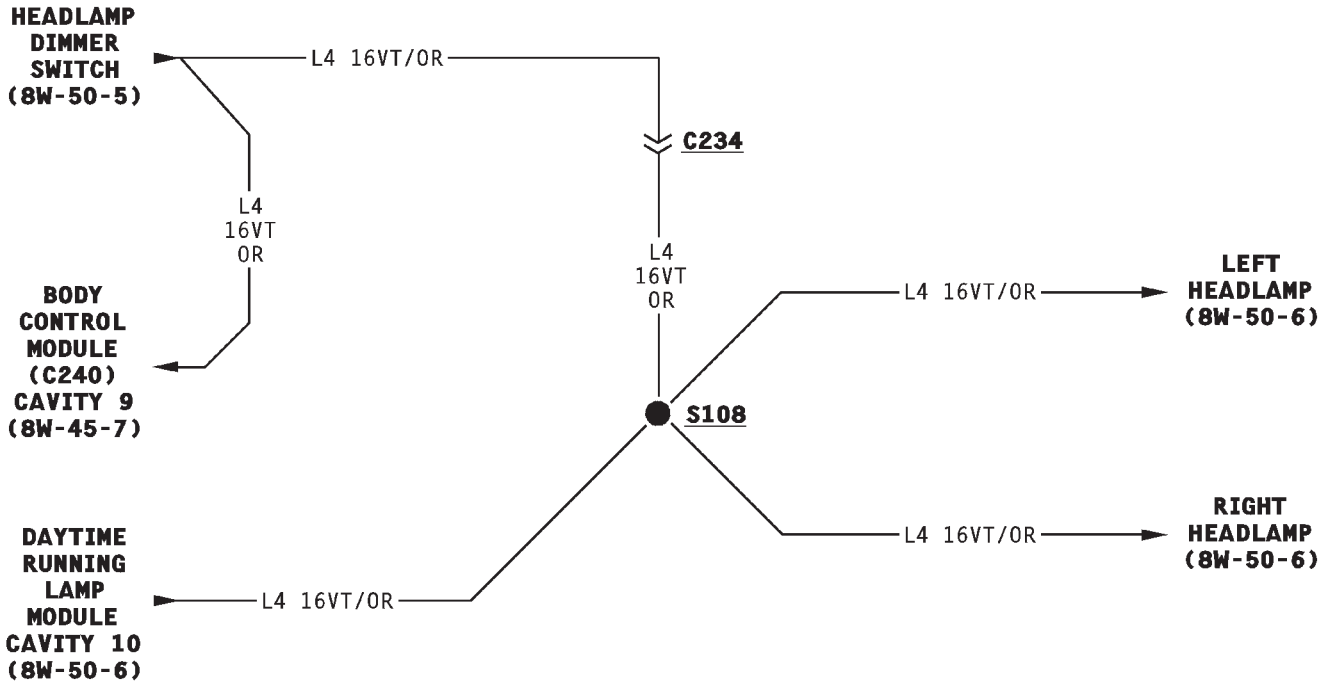 HEADLAMP
DIMMER
SWITCH
(8W-50-5)
L4 16VT/OR
C234
L4
16VT
OR
L4
16VT
OR
BODY
CONTROL
MODULE
(C240)
CAVITY 9
(8W-45-7)
L4 16VT/OR
LEFT
HEADLAMP
(8W-50-6)
S108
L4 16VT/OR
RIGHT
HEADLAMP
(8W-50-6)
DAYTIME
RUNNING
LAMP
MODULE
CAVITY 10
(8W-50-6)
L4 16VT/OR